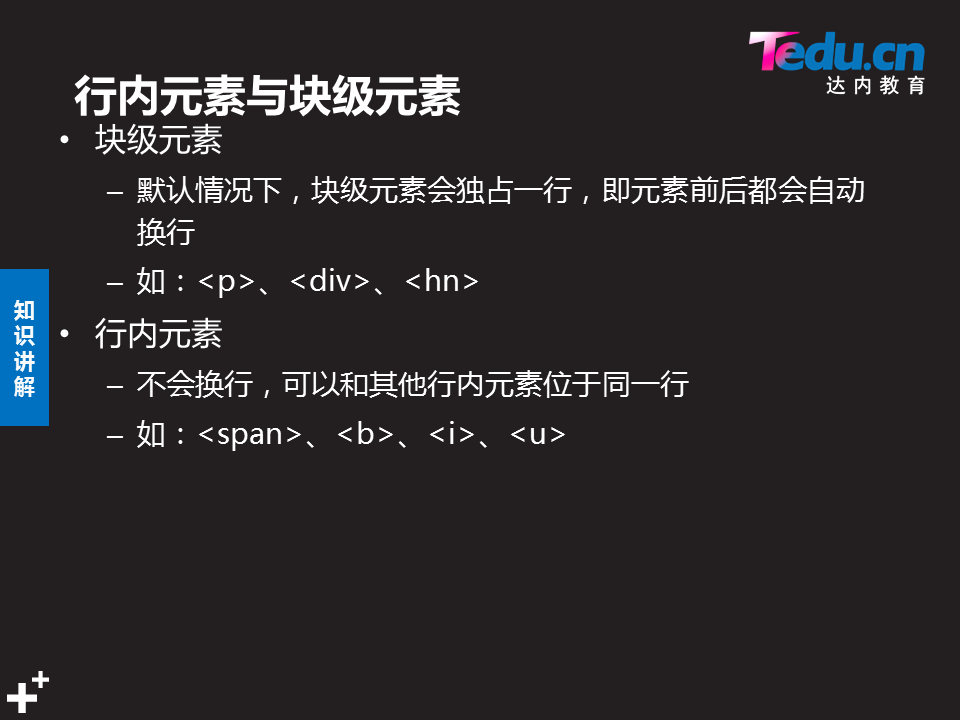 Tedu.cn
达内教育
行内元素与块级元素
• 块级元素
– 默认情况下，块级元素会独占一行，即元素前后都会自动
换行
– 如：<p>、<div>、<hn>
知识讲解
• 行内元素
– 不会换行，可以和其他行内元素位于同一行
– 如：<span>、<b>、<i>、<u>